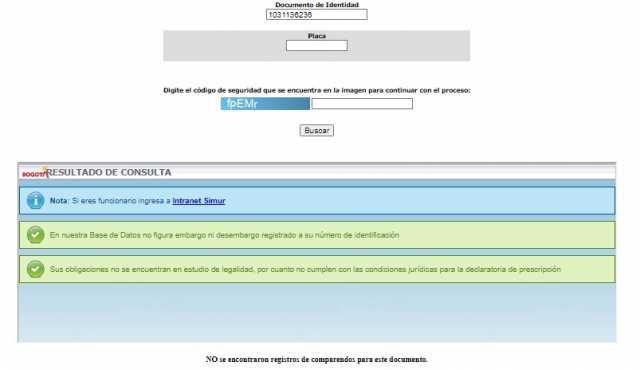 Documento de Identidad
1031136236
Placa
Digite el código de seguridad que se encuentra en la imagen para continuar con el proceso:
fpEMr
Buscar
BOGOTÁ RESULTADO DE CONSULTA
Nota: Si eres funcionario ingresa a Intranet Simur
En nuestra Base de Datos no figura embargo ni desembargo registrado a su número de identificación
Sus obligaciones no se encuentran en estudio de legalidad, por cuanto no cumplen con las condiciones jurídicas para la declaratoria de prescripción
NO se encontraron registros de comparendos para este documento.